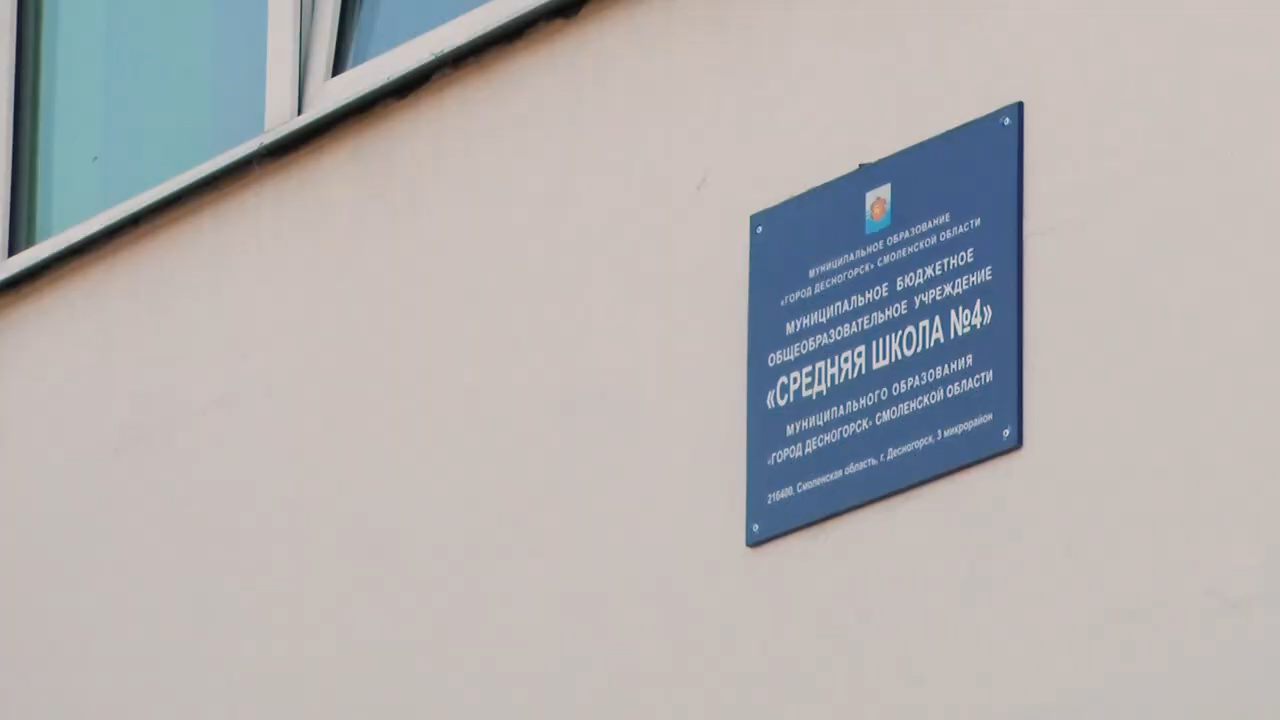 МУНИЦИПАЛЬНОЕ ОБРАЗОВАНИЕ
«ГОРОД ДЕСНОГОРСК» СМОЛЕНСКОЙ ОБЛАСТИ
МУНИЦИПАЛЬНОЕ БЮДЖЕТНОЕ
ОБЩЕОБРАЗОВАТЕЛЬНОЕ УЧРЕЖДЕНИЕ
«СРЕДНЯЯ ШКОЛА №4»
МУНИЦИПАЛЬНОГО ОБРАЗОВАНИЯ
«ГОРОД ДЕСНОГОРСК» СМОЛЕНСКОЙ ОБЛАСТИ
216400, Смоленская область, г. Десногорск, 3 микрорайон